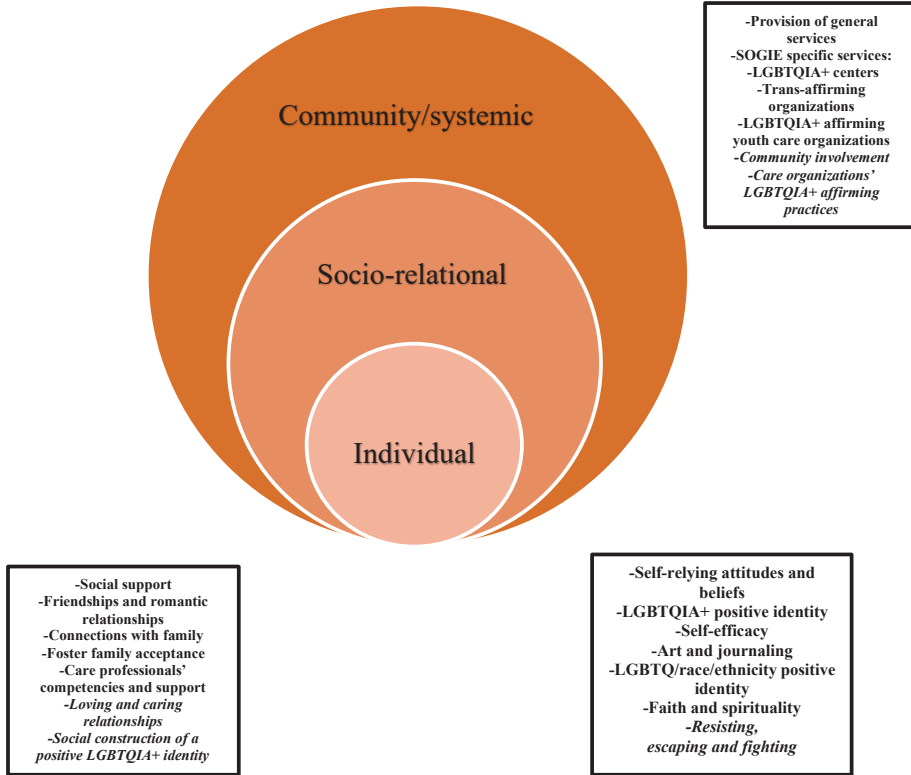 -Provision of general
services
-SOGIE specific services:
-LGBTQIA+ centers
-Trans-affirming
organizations
-LGBTQIA+ affirming
youth care organizations
-Community involvement
-Care organizations’
LGBTQIA+ affirming
practices
Community/systemic
Socio-relational
Individual
-Social support
-Friendships and romantic
relationships
-Connections with family
-Foster family acceptance
-Care professionals’
competencies and support
-Loving and caring
relationships
-Social construction of a
positive LGBTQIA+ identity
-Self-relying attitudes and
beliefs
-LGBTQIA+ positive identity
-Self-efficacy
-Art and journaling
-LGBTQ/race/ethnicity positive
identity
-Faith and spirituality
-Resisting,
escaping and fighting